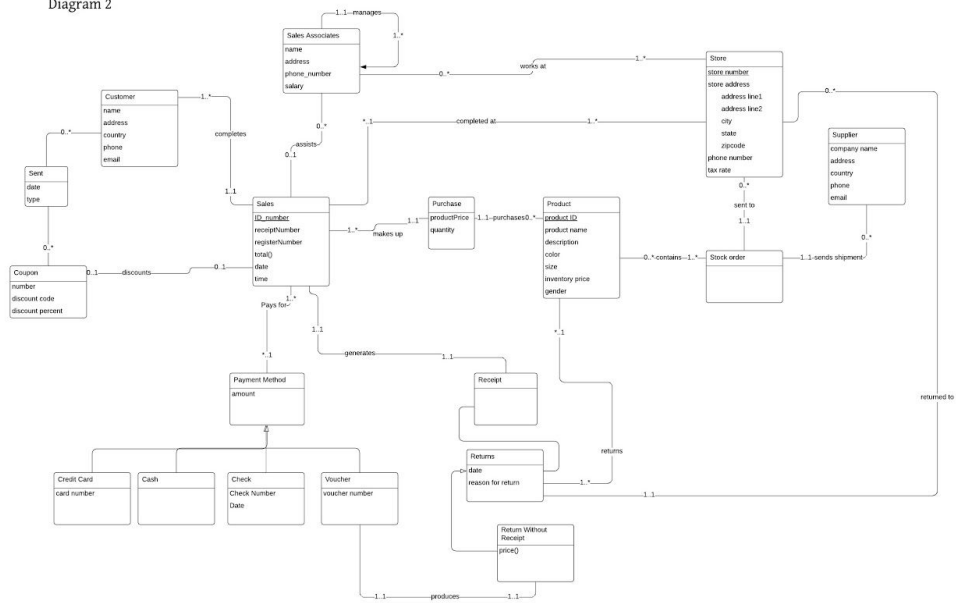 Diagram 2
1..1
manages
1..*
Sales Associates
name
address
phone_number
salary
0..*
works at
1..*
Store
store number
store address
address line1
address line2
city
state
zipcode
phone number
tax rate
0..*
Customer
name
address
country
phone
email
1..*
completes
1..1
0..*
assists
0..1
*..1
completed at
1..*
Supplier
company name
address
country
phone
email
0..*
Sent
date
type
0..*
Sales
ID_number
receiptNumber
registerNumber
total()
date
time
1..*
makes up
1..1
Purchase
productPrice
quantity
1..1
purchases
0..*
Product
product ID
product name
description
color
size
inventory price
gender
0..*
sent to
1..1
0..*
contains
1..*
Stock order
1..1
sends shipment
0..*
Coupon
number
discount code
discount percent
0..1
discounts
0..1
1..*
Pays for
*..1
1..1
generates
1..1
*..1
Payment Method
amount
Receipt
returned to
returns
Returns
date
reason for return
1..*
1..1
Credit Card
card number
Cash
Check
Check Number
Date
Voucher
voucher number
Return Without
Receipt
price()
1..1
produces
1..1